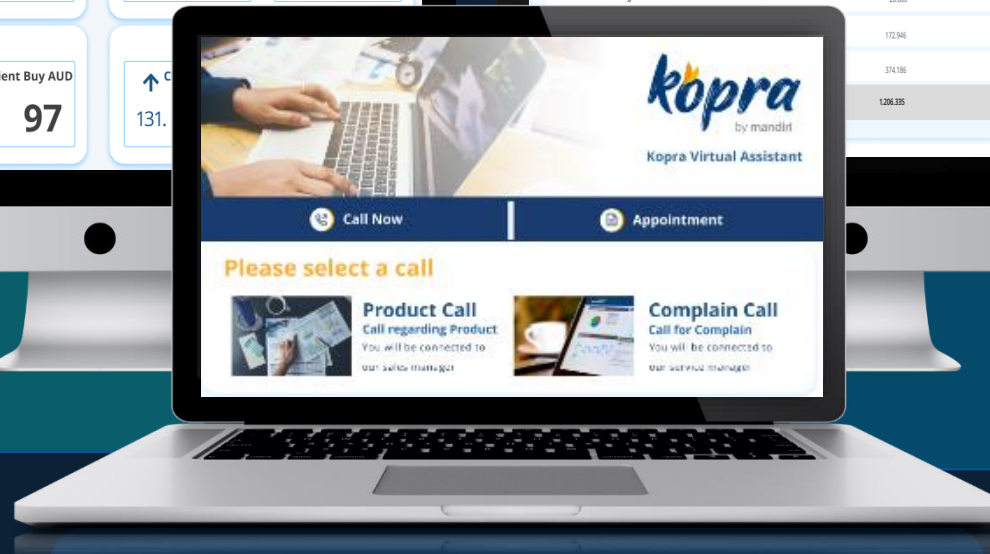 ient Buy AUD
97
C
131.
172.946
374.186
1.206.335
kopra
by mandiri
Kopra Virtual Assistant
Call Now
Appointment
Please select a call
Product Call
Call regarding Product
You will be connected to
our sales manager
Complain Call
Call for Complain
You will be connected to
our service manager